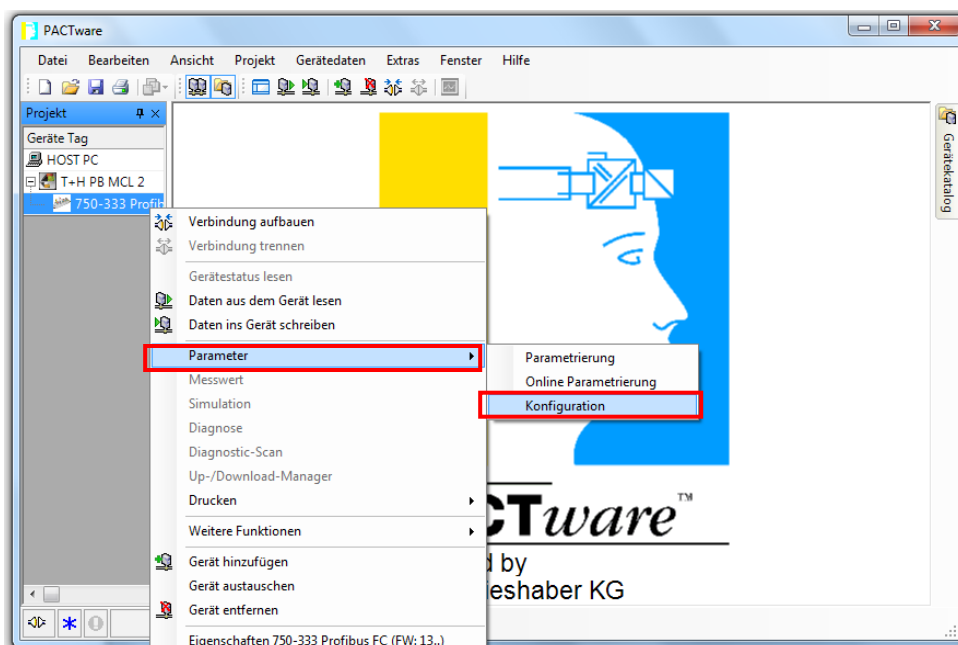 PACTware
Datei Bearbeiten Ansicht Projekt Gerätedaten Extras Fenster Hilfe
Projekt
Geräte Tag
HOST PC
T+H PB MCL 2
750-333 Profib
Verbindung aufbauen
Verbindung trennen
Gerätestatus lesen
Daten aus dem Gerät lesen
Daten ins Gerät schreiben
Parameter
Messwert
Simulation
Diagnose
Diagnostic-Scan
Up-/Download-Manager
Drucken
Weitere Funktionen
Gerät hinzufügen
Gerät austauschen
Gerät entfernen
Eigenschaften 750-333 Profibus FC (FW: 13..)
Parametrierung
Online Parametrierung
Konfiguration
CTware™
d by
ieshaber KG
Gerätekatalog